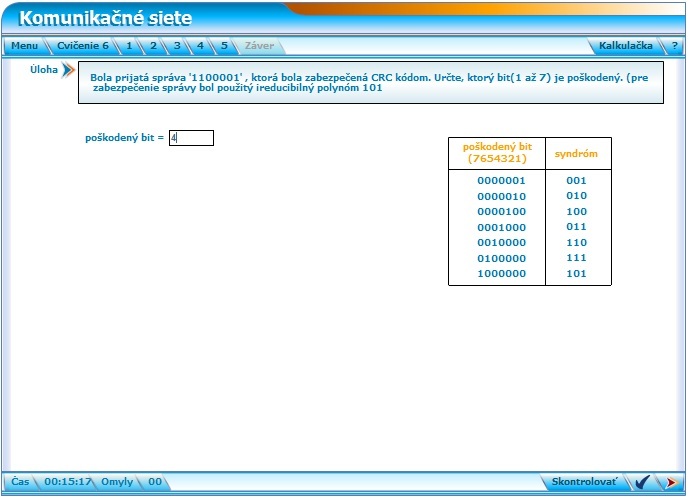 Komunikačné siete
Menu Cvičenie 6 1 2 3 4 5 Záver Kalkulačka ?
Úloha
Bola prijatá správa '1100001' , ktorá bola zabezpečená CRC kódom. Určte, ktorý bit(1 až 7) je poškodený. (pre
zabezpečenie správy bol použitý ireducibilný polynóm 101
poškodený bit = 4
poškodený bit
(7654321) syndróm
0000001 001
0000010 010
0000100 100
0001000 011
0010000 110
0100000 111
1000000 101
Čas 00:15:17 Omyly 00 Skontrolovať